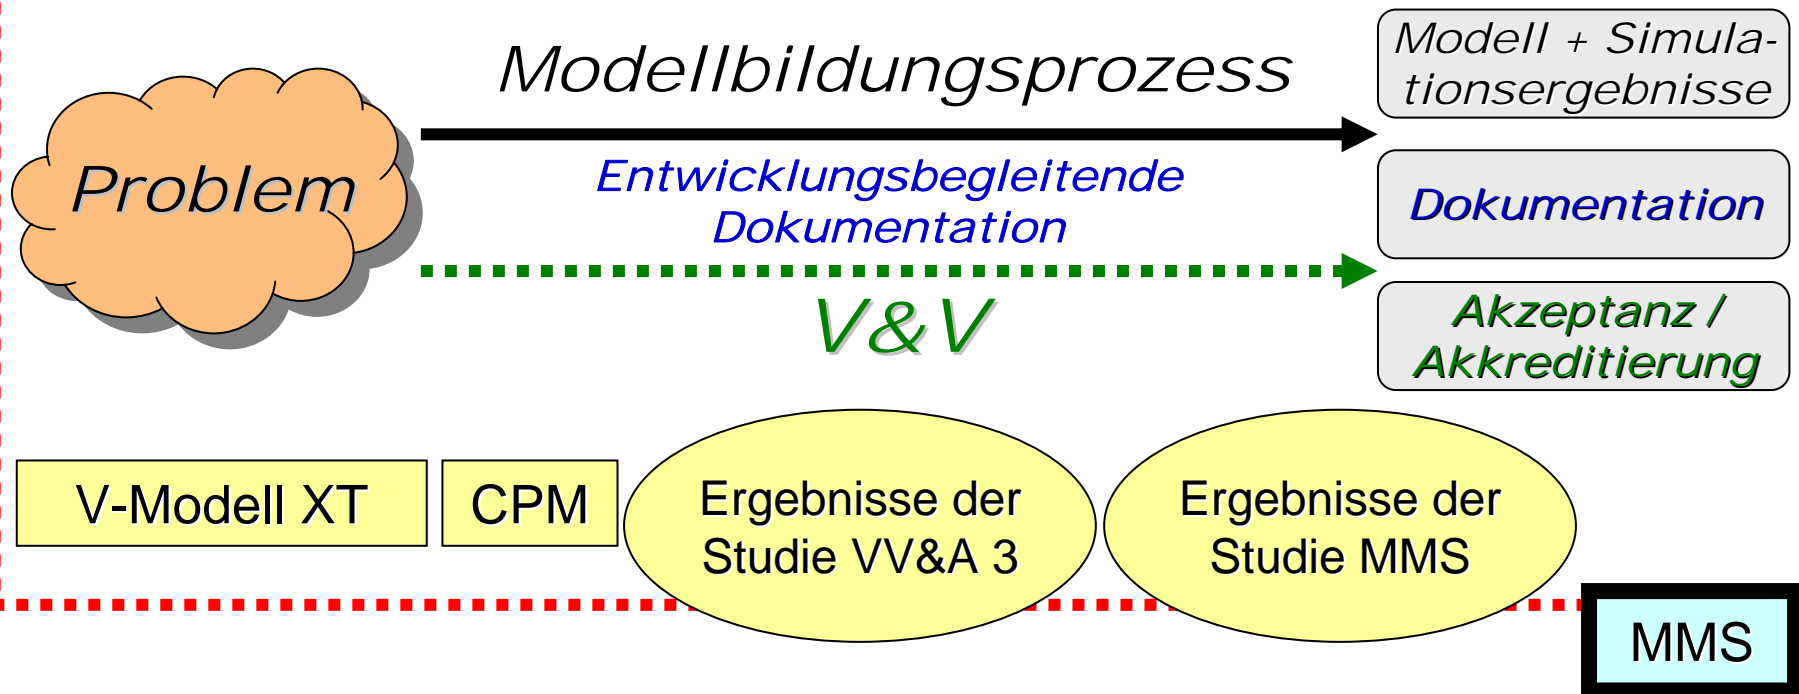 Modellbildungsprozess
Problem
Entwicklungsbegleitende
Dokumentation
V&V
Modell + Simula-
tionsergebnisse
Dokumentation
Akzeptanz /
Akkreditierung
V-Modell XT
CPM
Ergebnisse der
Studie VV&A 3
Ergebnisse der
Studie MMS
MMS